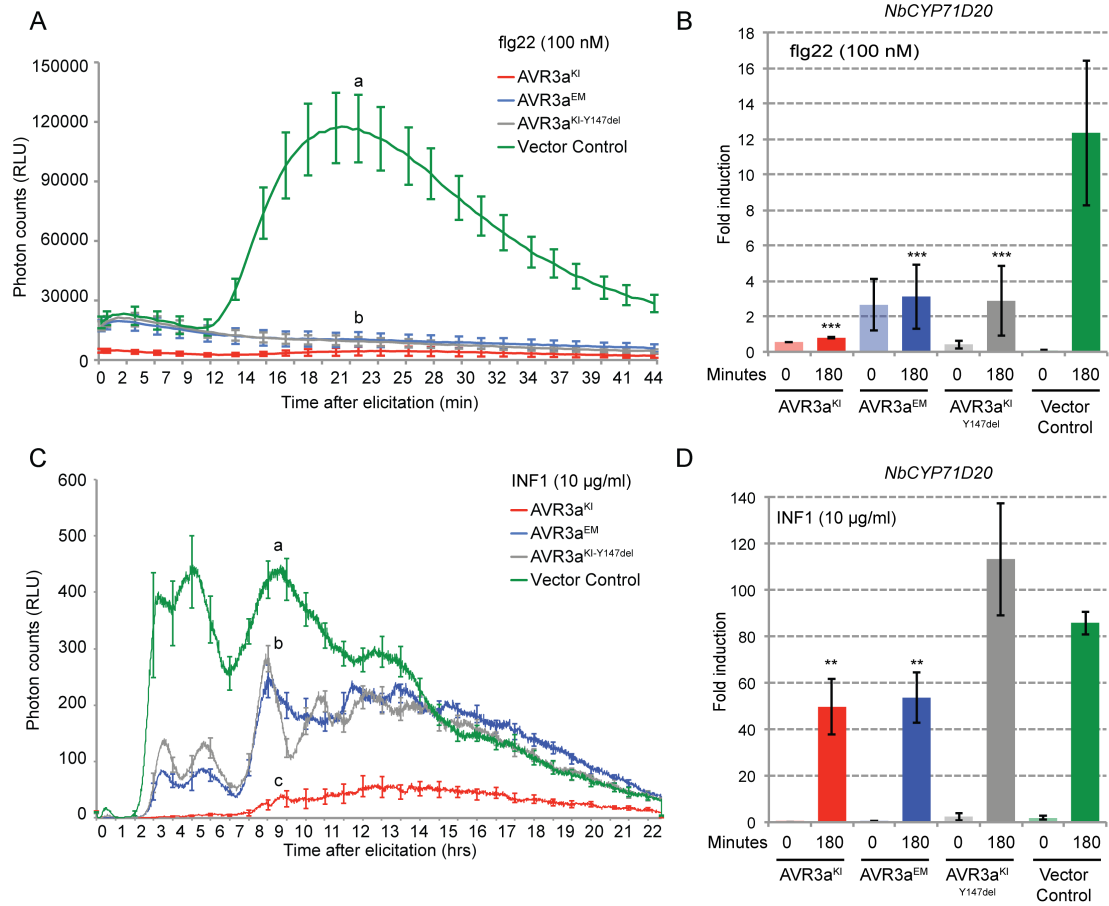 A
flg22 (100 nM)
AVR3aKI
AVR3aEM
AVR3aKI-Y147del
Vector Control
a
b
Photon counts (RLU)
150000
120000
90000
60000
30000
0
0 2 5 7 9 12 14 16 18 21 23 25 28 30 32 34 37 39 41 44
Time after elicitation (min)
B
NbCYP71D20
flg22 (100 nM)
Fold induction
18
16
14
12
10
8
6
4
2
0
*** *** ***
Minutes 0 180 0 180 0 180 0 180
AVR3aKI AVR3aEM AVR3aKI Vector
Y147del Control
C
INF1 (10 µg/ml)
AVR3aKI
AVR3aEM
AVR3aKI-Y147del
Vector Control
a
b
c
Photon counts (RLU)
600
500
400
300
200
100
0
0 1 2 3 4 5 6 7 8 9 10 11 12 13 14 15 16 17 19 20 21 22
Time after elicitation (hrs)
D
NbCYP71D20
INF1 (10 µg/ml)
Fold induction
140
120
100
80
60
40
20
0
** **
Minutes 0 180 0 180 0 180 0 180
AVR3aKI AVR3aEM AVR3aKI Vector
Y147del Control